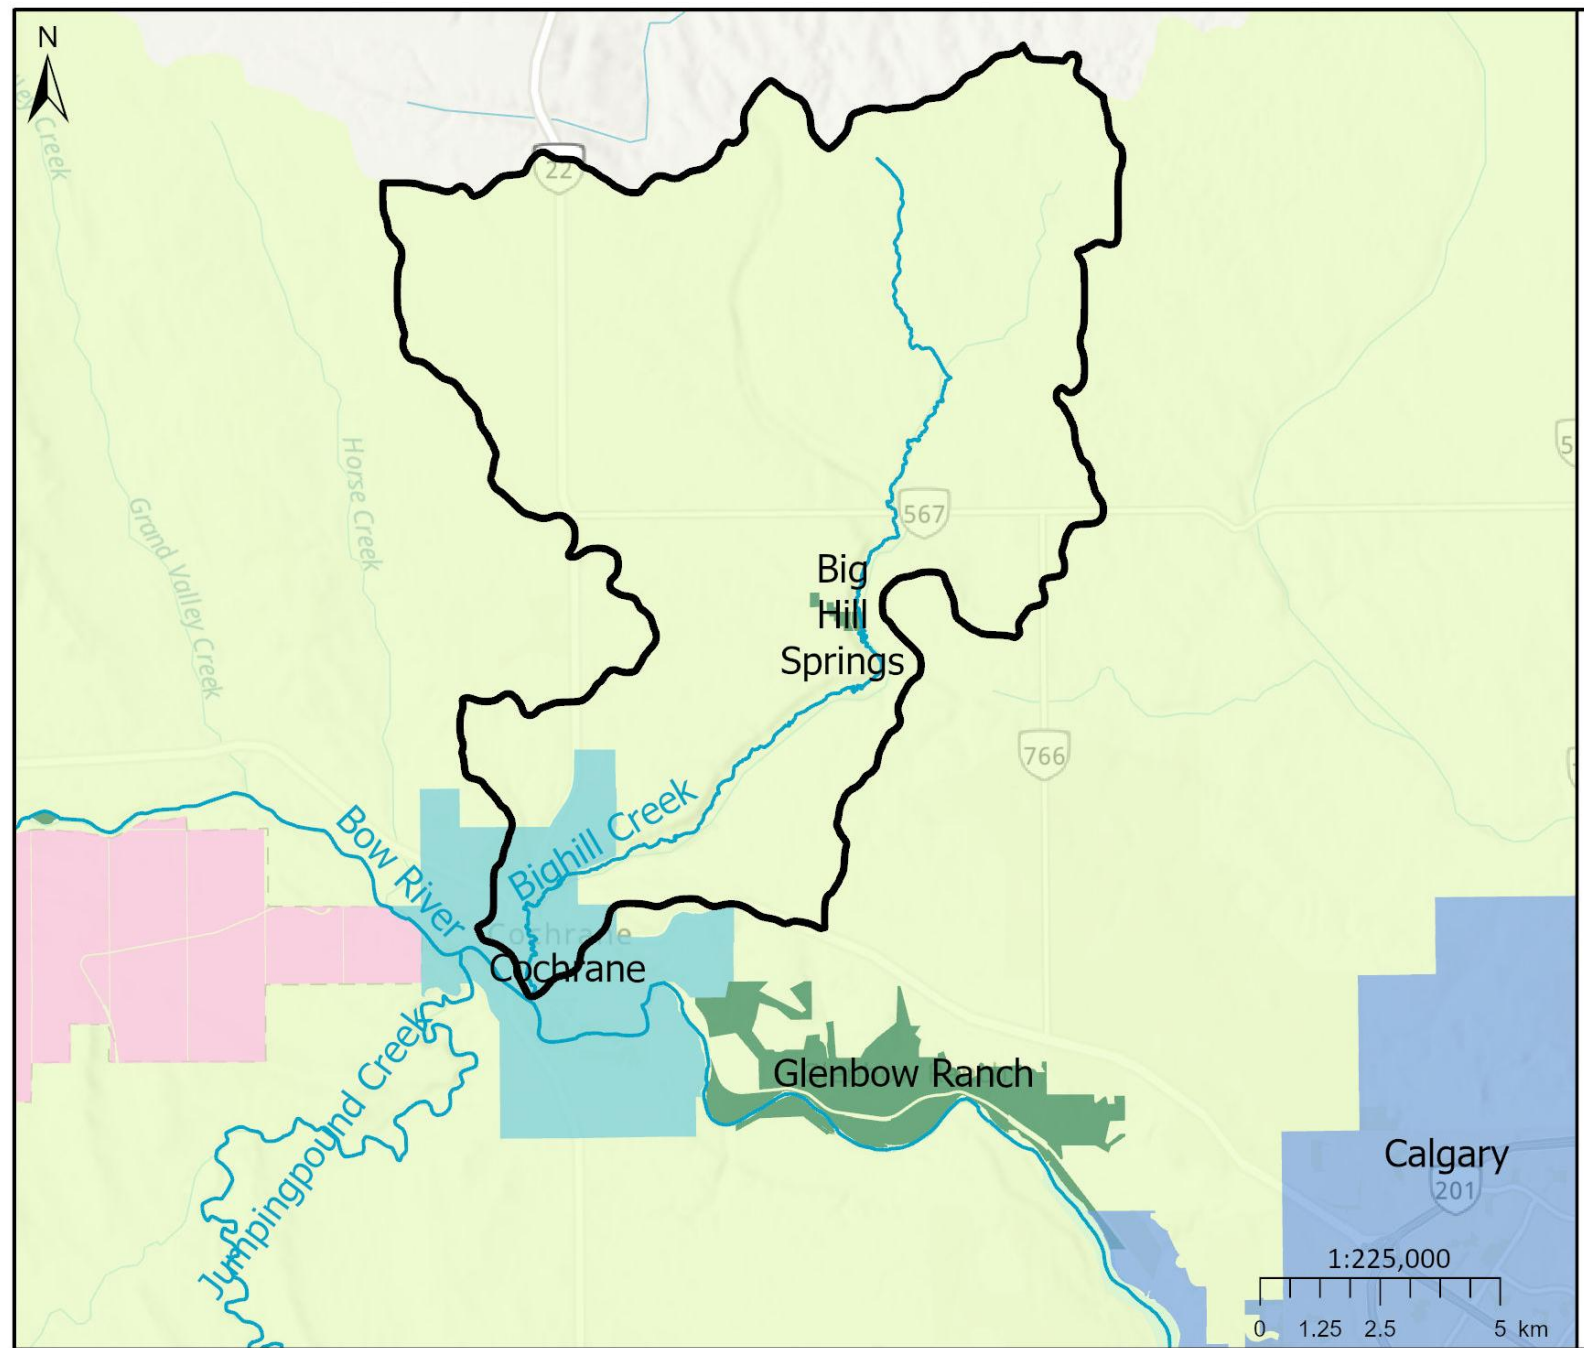 N
Creek
22
Horse Creek
Grand Valley Creek
567
Big
Hill
Springs
766
Bow River
Bighill Creek
Cochrane
Cochrane
Jumpingpound Creek
Glenbow Ranch
Calgary
201
1:225,000
0 1.25 2.5 5 km